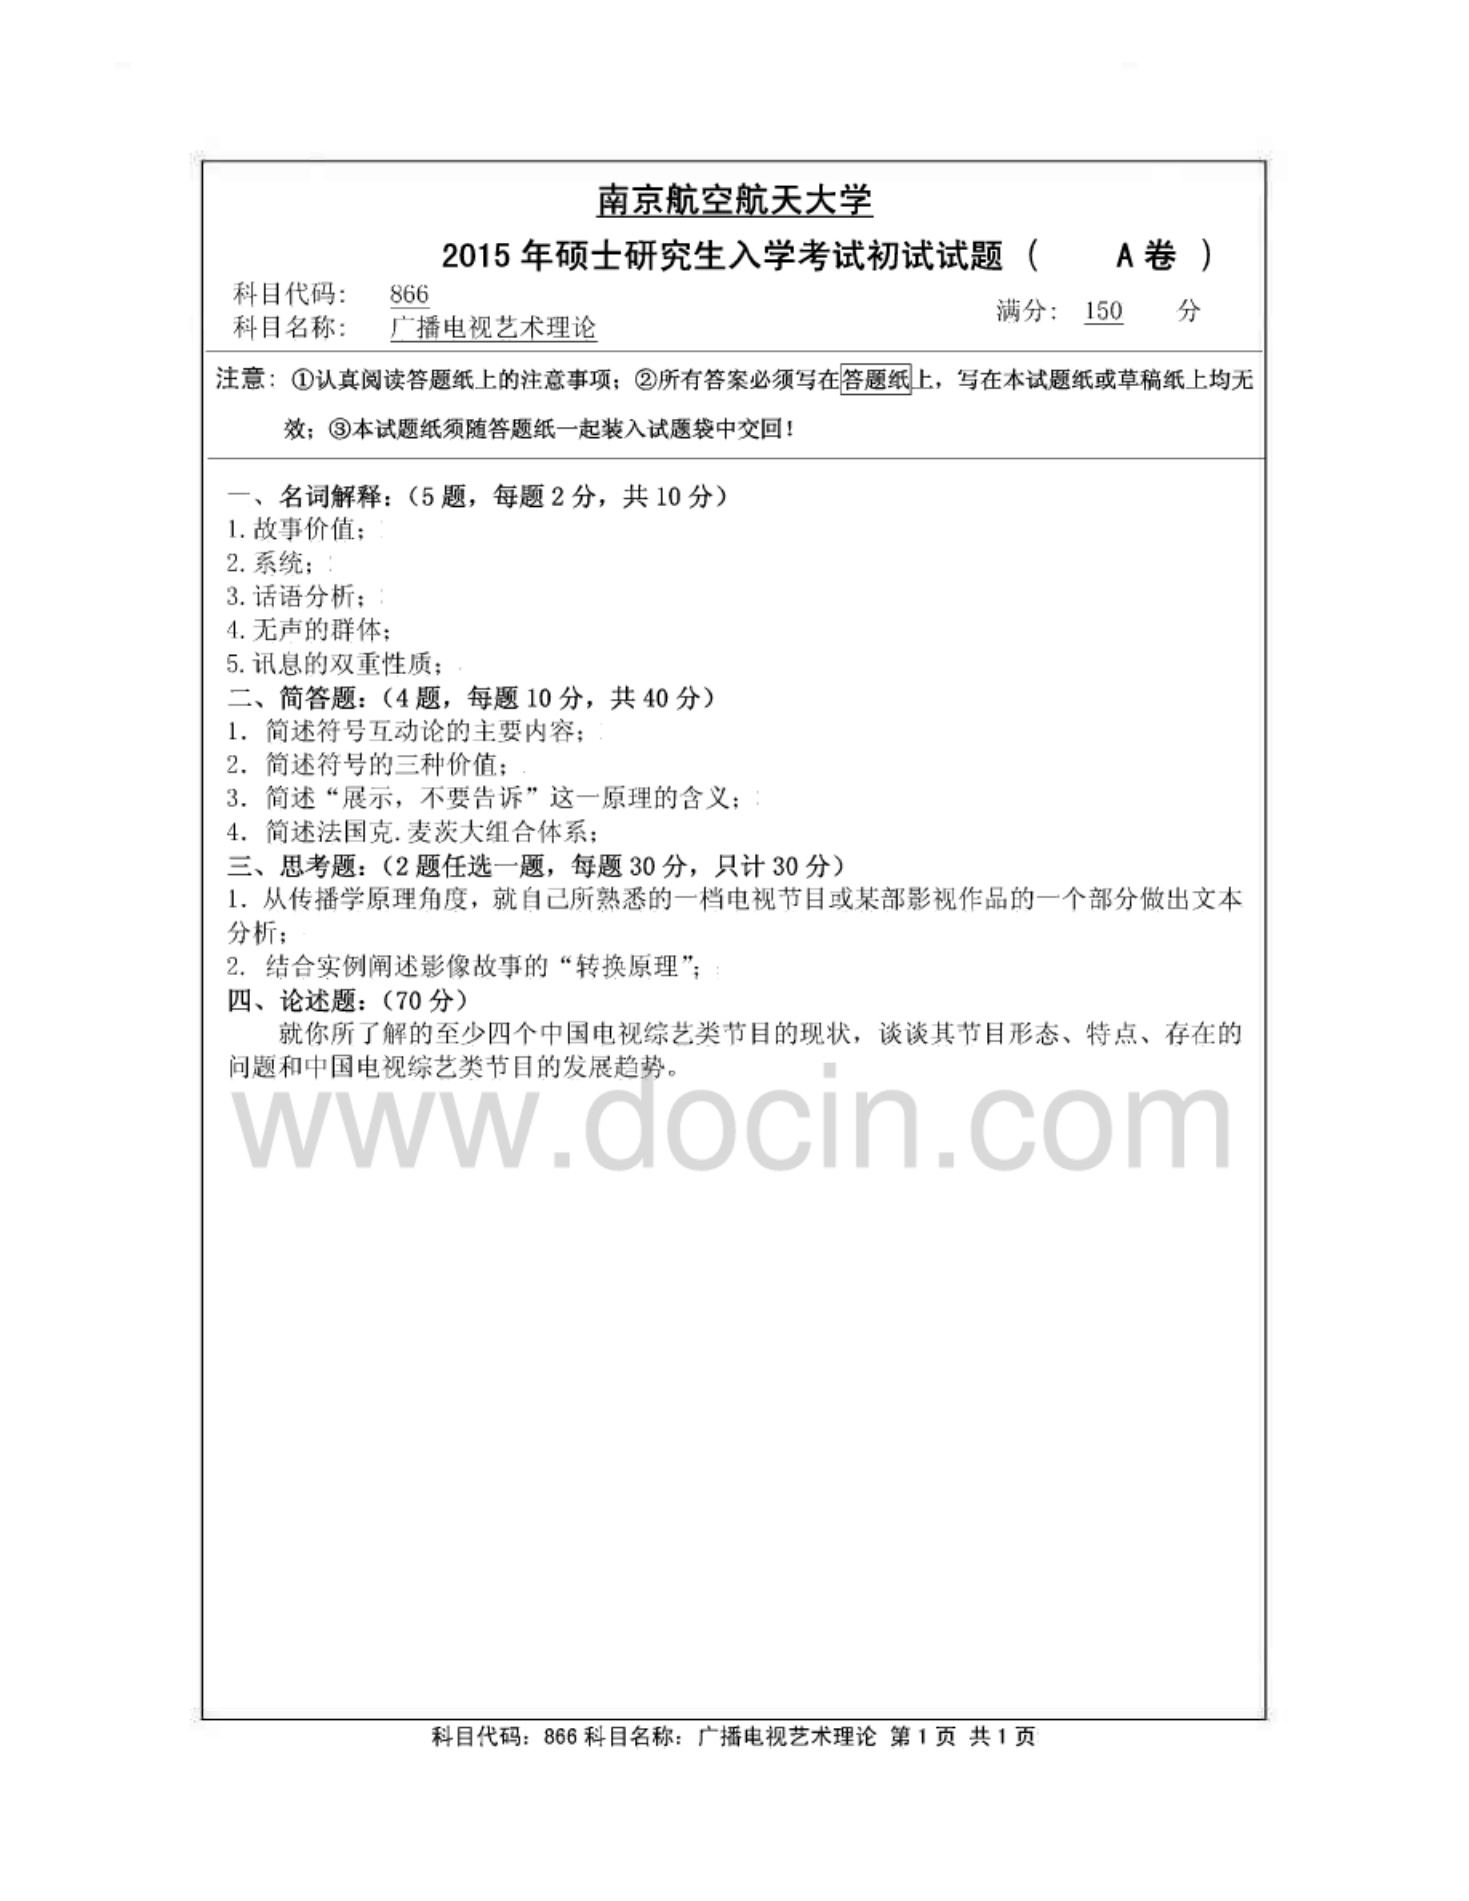 南京航空航天大学
2015 年硕士研究生入学考试初试试题（ A 卷 ）
科目代码： 866
满分： 150 分
科目名称： 广播电视艺术理论
注意：①认真阅读答题纸上的注意事项；②所有答案必须写在答题纸上，写在本试题纸或草稿纸上均无
效；③本试题纸须随答题纸一起装入试题袋中交回！
一、名词解释：（5 题，每题 2 分，共 10 分）
1. 故事价值；
2. 系统；
3. 话语分析；
4. 无声的群体；
5. 讯息的双重性质；
二、简答题：（4 题，每题 10 分，共 40 分）
1. 简述符号互动论的主要内容；
2. 简述符号的三种价值；
3. 简述“展示，不要告诉”这一原理的含义；
4. 简述法国克.麦茨大组合体系；
三、思考题：（2 题任选一题，每题 30 分，只计 30 分）
1. 从传播学原理角度，就自己所熟悉的一档电视节目或某部影视作品的一个部分做出文本
分析；
2. 结合实例阐述影像故事的“转换原理”；
四、论述题：（70 分）
就你所了解的至少四个中国电视综艺类节目的现状，谈谈其节目形态、特点、存在的
问题和中国电视综艺类节目的发展趋势。
www.docin.com
科目代码：866 科目名称：广播电视艺术理论 第 1 页 共 1 页